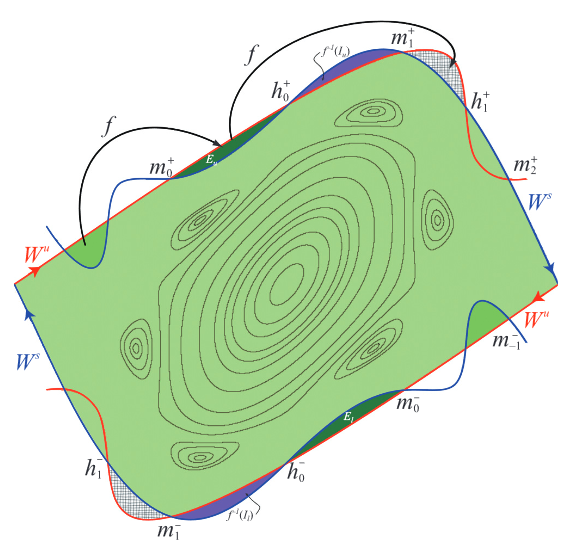 m₁⁺
f⁻¹(Iᵤ)
f
h₀⁺
h₁⁺
f
m₀⁺
Eᵤ
m₂⁺
Wˢ
Wᵘ
Wᵘ
m₋₁⁻
Wˢ
m₀⁻
Eₗ
h₁⁻
h₀⁻
f⁻¹(Iₗ)
m₁⁻